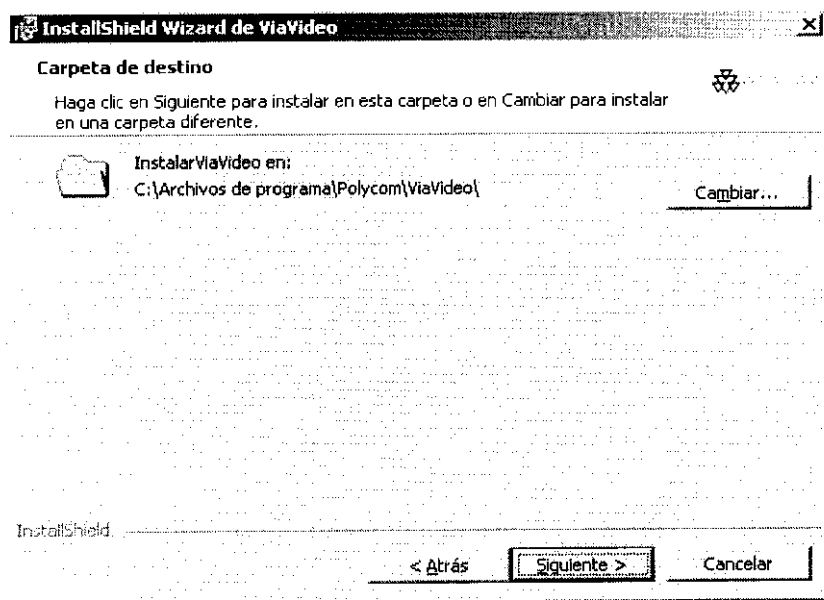 InstallShield Wizard de ViaVideo
Carpeta de destino
Haga clic en Siguiente para instalar en esta carpeta o en Cambiar para instalar
en una carpeta diferente.
InstalarViaVideo en:
C:\Archivos de programa\Polycom\ViaVideo\
Cambiar...
InstallShield
< Atrás
Siguiente >
Cancelar